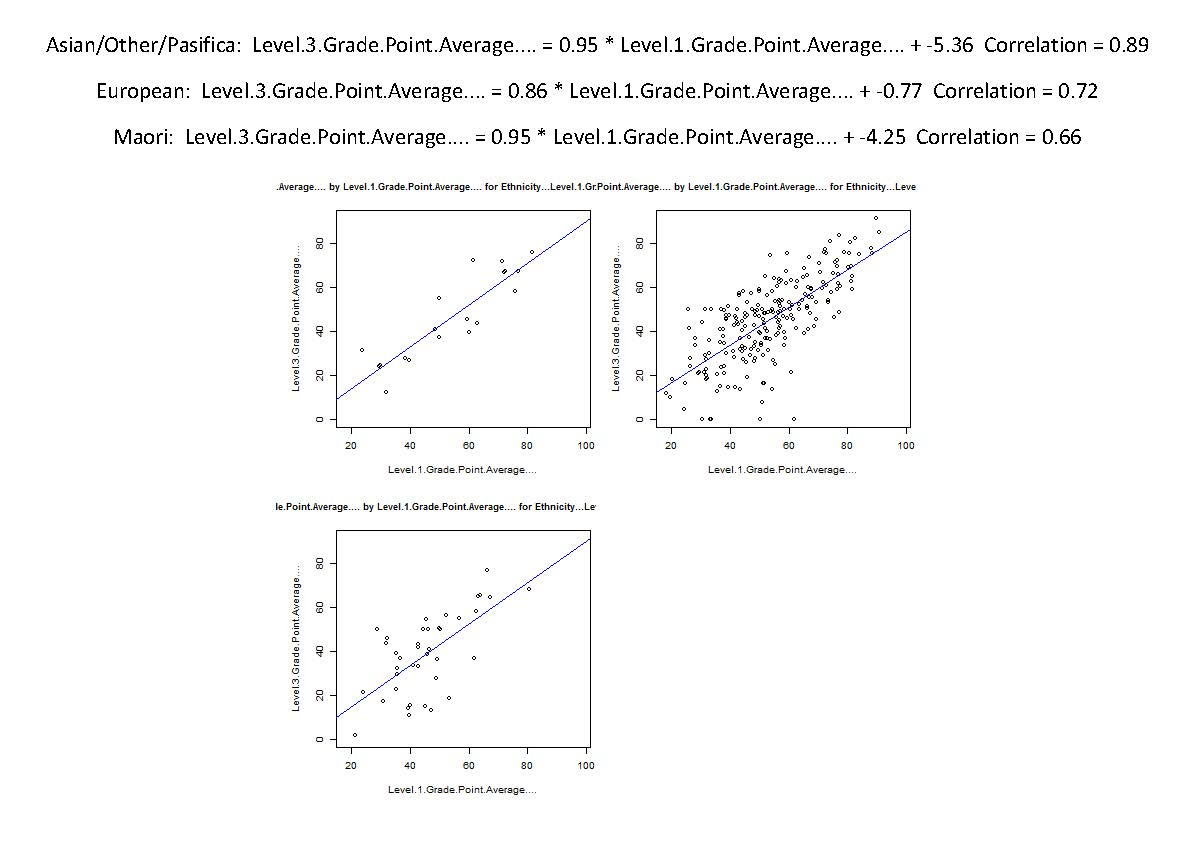 Asian/Other/Pasifica:  Level.3.Grade.Point.Average.... = 0.95 * Level.1.Grade.Point.Average.... + -5.36  Correlation = 0.89
European:  Level.3.Grade.Point.Average.... = 0.86 * Level.1.Grade.Point.Average.... + -0.77  Correlation = 0.72
Maori:  Level.3.Grade.Point.Average.... = 0.95 * Level.1.Grade.Point.Average.... + -4.25  Correlation = 0.66
.Average.... by Level.1.Grade.Point.Average.... for Ethnicity...Level.1.Gr.Point.Average.... by Level.1.Grade.Point.Average.... for Ethnicity...Leve
Level.3.Grade.Point.Average....
80
60
40
20
0
20 40 60 80 100
Level.1.Grade.Point.Average....
Level.3.Grade.Point.Average....
80
60
40
20
0
20 40 60 80 100
Level.1.Grade.Point.Average....
le.Point.Average.... by Level.1.Grade.Point.Average.... for Ethnicity...Le
Level.3.Grade.Point.Average....
80
60
40
20
0
20 40 60 80 100
Level.1.Grade.Point.Average....